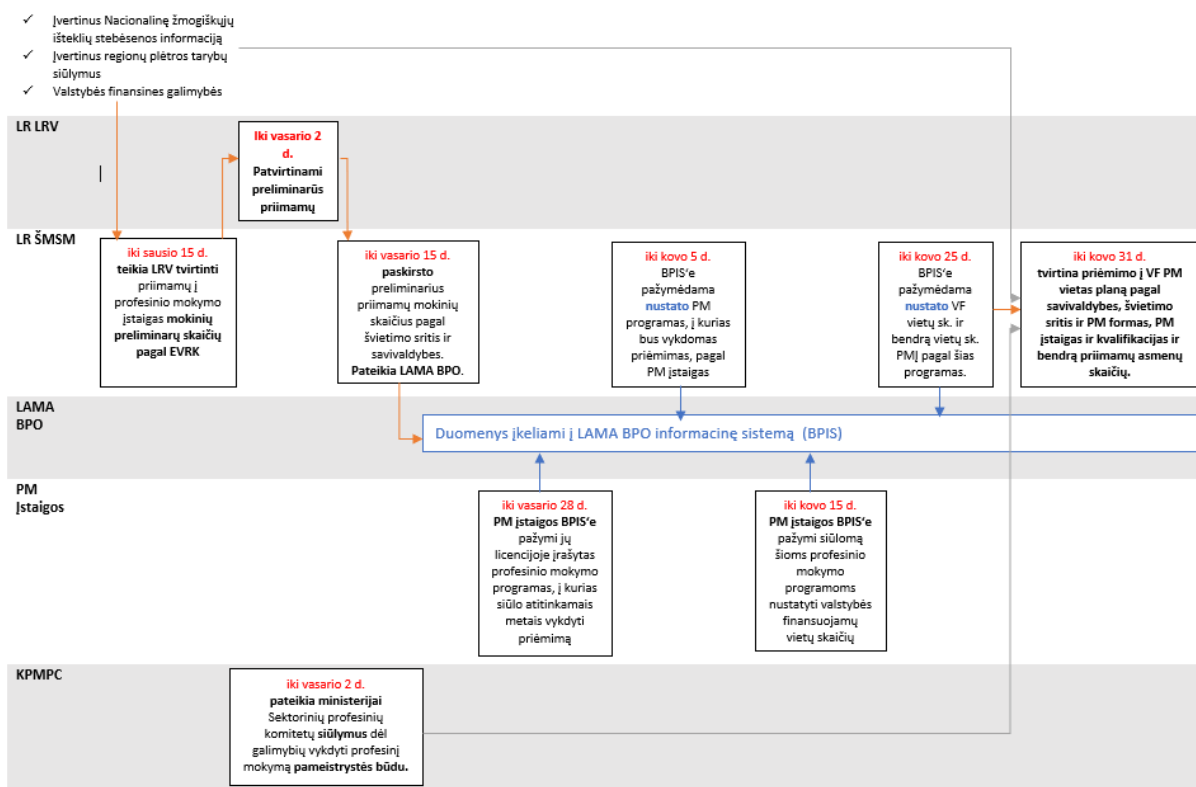 ✓ Įvertinus Nacionalinę žmogiškųjų
išteklių stebėsenos informaciją
✓ Įvertinus regionų plėtros tarybų
siūlymus
✓ Valstybės finansines galimybės
LR LRV
Iki vasario 2
d.
Patvirtinami
preliminarūs
priimamų
LR ŠMSM
iki sausio 15 d.
teikia LRV tvirtinti
priimamų į
profesinio mokymo
įstaigas mokinių
preliminarų skaičių
pagal EVRK
iki vasario 15 d.
paskirsto
preliminarius
priimamų mokinių
skaičius pagal
švietimo sritis ir
savivaldybes.
Pateikia LAMA BPO.
iki kovo 5 d.
BPIS‘e
pažymėdama
nustato PM
programas, į kurias
bus vykdomas
priėmimas, pagal
PM įstaigas
iki kovo 25 d.
BPIS‘e
pažymėdama
nustato VF
vietų sk. ir
bendrą vietų sk.
PMĮ pagal šias
programas.
iki kovo 31 d.
tvirtina priėmimo į VF PM
vietas planą pagal
savivaldybes, švietimo
sritis ir PM formas, PM
įstaigas ir kvalifikacijas ir
bendrą priimamų asmenų
skaičių.
LAMA
BPO
Duomenys įkeliami į LAMA BPO informacinę sistemą (BPIS)
PM
Įstaigos
iki vasario 28 d.
PM įstaigos BPIS‘e
pažymi jų
licencijoje įrašytas
profesinio mokymo
programas, į kurias
siūlo atitinkamais
metais vykdyti
priėmimą
iki kovo 15 d.
PM įstaigos BPIS‘e
pažymi siūlomą
šioms profesinio
mokymo
programoms
nustatyti valstybės
finansuojamų
vietų skaičių
KPMPC
iki vasario 2 d.
pateikia ministerijai
Sektorinių profesinių
komitetų siūlymus dėl
galimybių vykdyti profesinį
mokymą pameistrystės būdu.